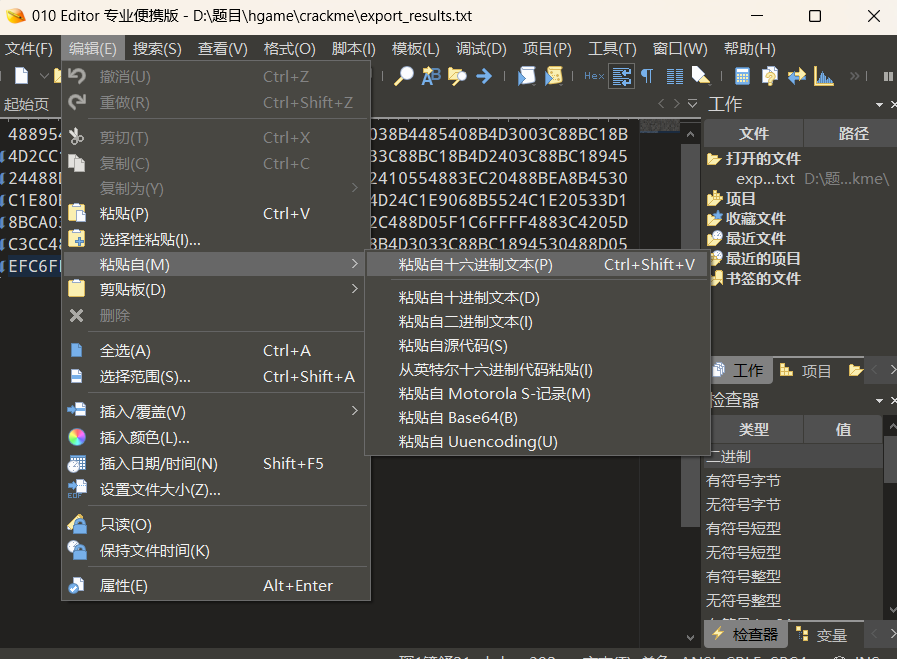 010 Editor 专业便携版 - D:\题目\hgame\crackme\export_results.txt
文件(F) 编辑(E) 搜索(S) 查看(V) 格式(O) 脚本(I) 模板(L) 调试(D) 项目(P) 工具(T) 窗口(W) 帮助(H)
Hex
起始页
488954
4D2CC1
24488D
C1E80
8BCA03
C3CC48
EFC6FF
038B4485408B4D3003C88BC18B
33C88BC18B4D2403C88BC18945
2410554883EC20488BEA8B4530
4D24C1E9068B5524C1E20533D1
2C488D05F1C6FFFF4883C4205D
3B4D3033C88BC1894530488D05
撤消(U) Ctrl+Z
重做(R) Ctrl+Shift+Z
剪切(T) Ctrl+X
复制(C) Ctrl+C
复制为(Y)
粘贴(P) Ctrl+V
选择性粘贴(I)...
粘贴自(M)
剪贴板(D)
删除
全选(A) Ctrl+A
选择范围(S)... Ctrl+Shift+A
插入/覆盖(V)
插入颜色(L)...
插入日期/时间(N) Shift+F5
设置文件大小(Z)...
只读(O)
保持文件时间(K)
属性(E) Alt+Enter
粘贴自十六进制文本(P) Ctrl+Shift+V
粘贴自十进制文本(D)
粘贴自二进制文本(I)
粘贴自源代码(S)
从英特尔十六进制代码粘贴(I)
粘贴自 Motorola S-记录(M)
粘贴自 Base64(B)
粘贴自 Uuencoding(U)
工作
文件 路径
打开的文件
exp...txt D:\题...kme\
项目
收藏文件
最近文件
最近的项目
书签的文件
工作 项目
检查器
类型 值
二进制
有符号字节
无符号字节
有符号短型
无符号短型
有符号整型
无符号整型
检查器 变量